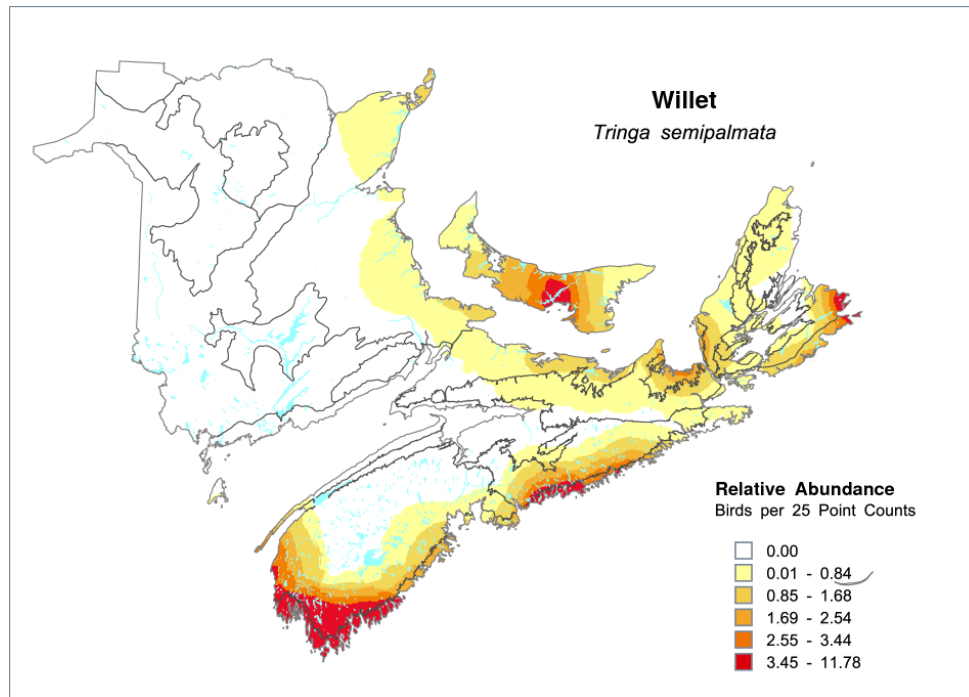 Willet
Tringa semipalmata
Relative Abundance
Birds per 25 Point Counts
0.00
0.01 - 0.84
0.85 - 1.68
1.69 - 2.54
2.55 - 3.44
3.45 - 11.78